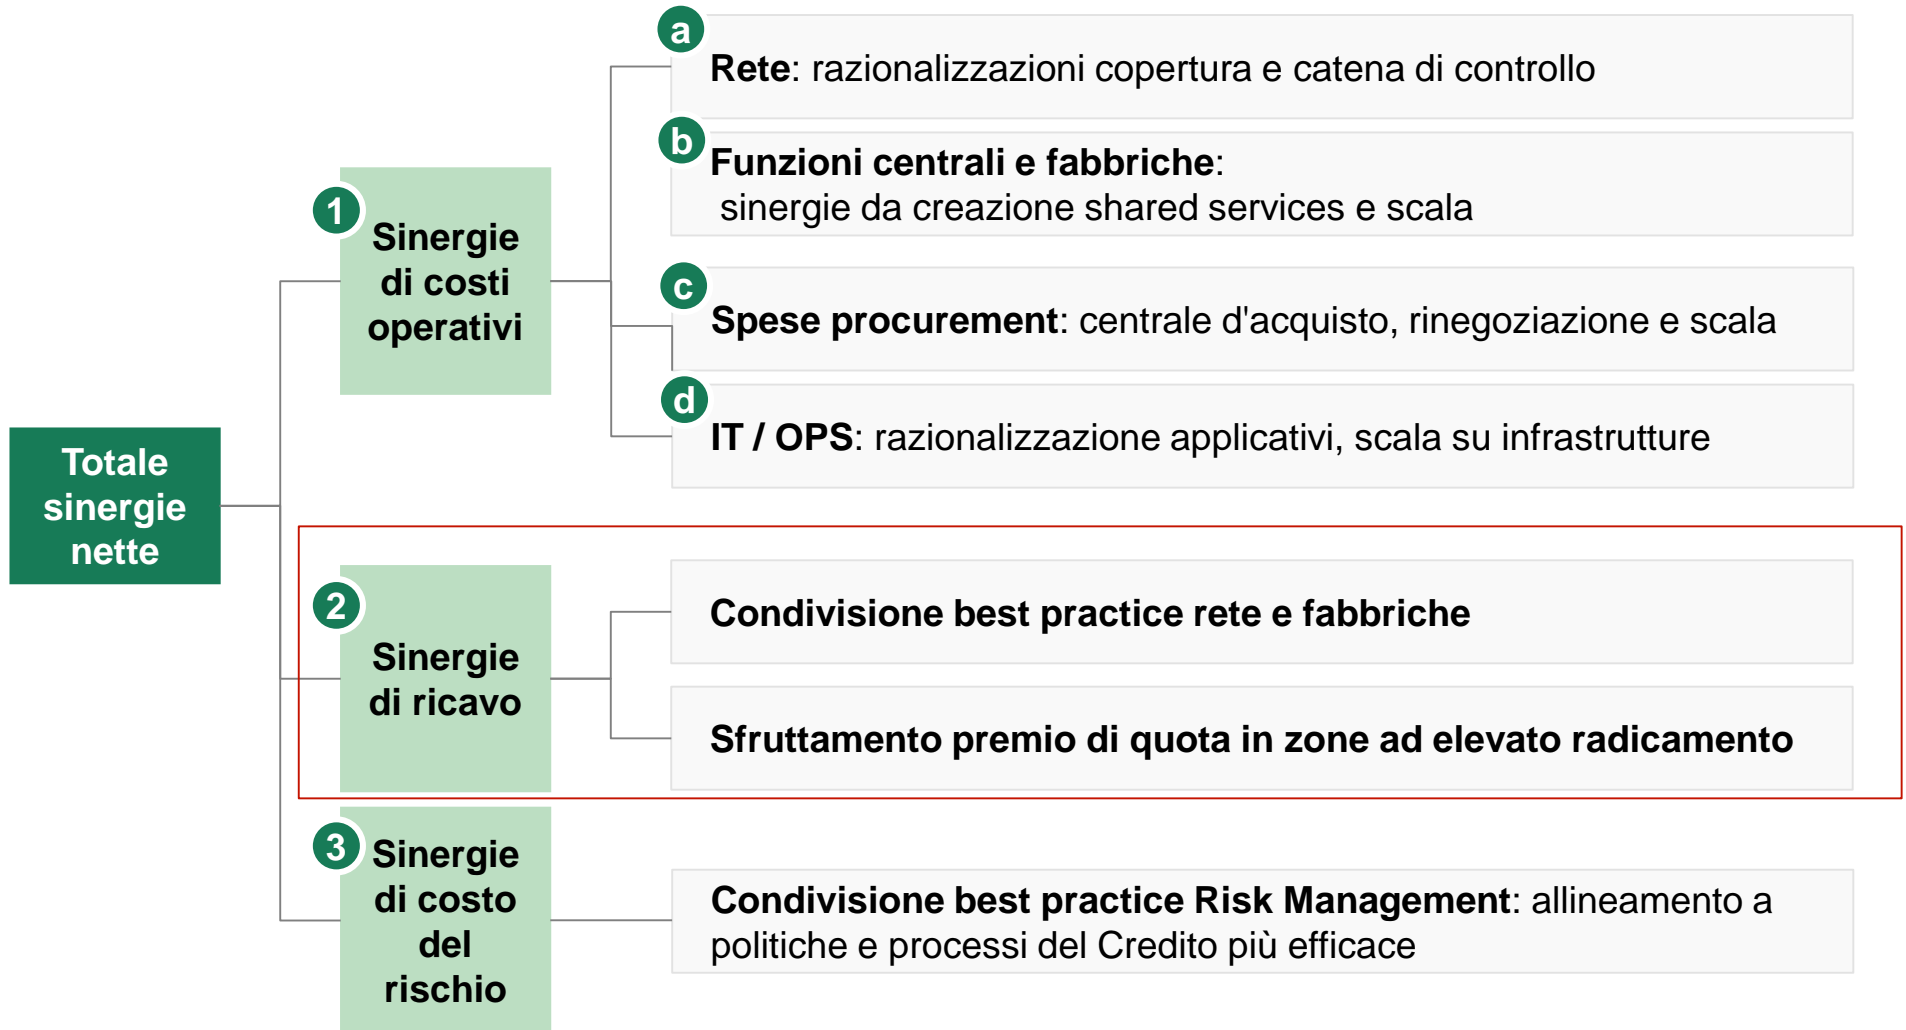 a
Rete: razionalizzazioni copertura e catena di controllo
b
Funzioni centrali e fabbriche:
sinergie da creazione shared services e scala
1
Sinergie
di costi
operativi
c
Spese procurement: centrale d'acquisto, rinegoziazione e scala
d
IT / OPS: razionalizzazione applicativi, scala su infrastrutture
Totale
sinergie
nette
2
Sinergie
di ricavo
Condivisione best practice rete e fabbriche
Sfruttamento premio di quota in zone ad elevato radicamento
3
Sinergie
di costo
del
rischio
Condivisione best practice Risk Management: allineamento a
politiche e processi del Credito più efficace